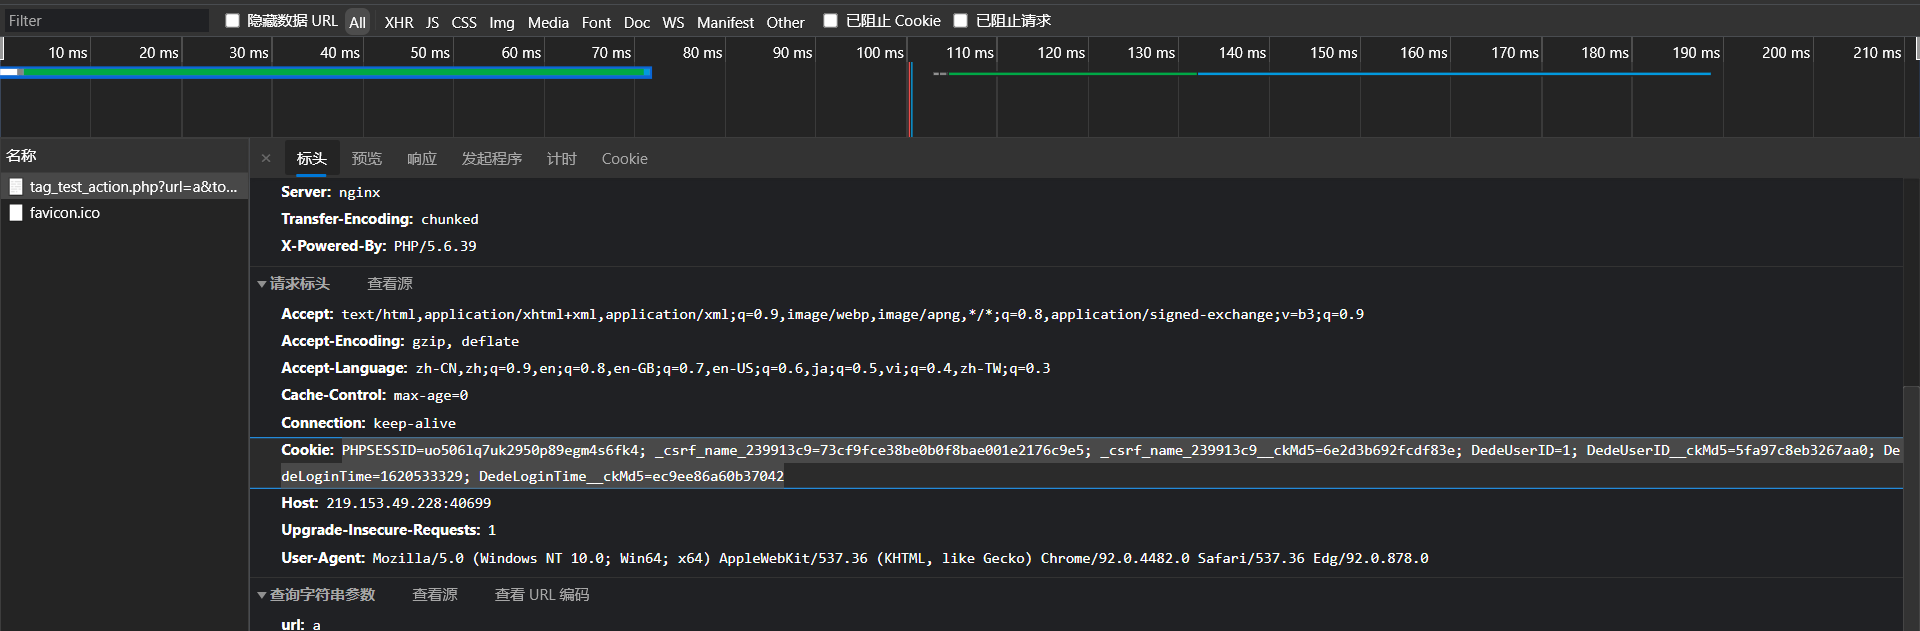 Filter 隐藏数据 URL All XHR JS CSS Img Media Font Doc WS Manifest Other 已阻止 Cookie 已阻止请求
10 ms 20 ms 30 ms 40 ms 50 ms 60 ms 70 ms 80 ms 90 ms 100 ms 110 ms 120 ms 130 ms 140 ms 150 ms 160 ms 170 ms 180 ms 190 ms 200 ms 210 ms
名称
tag_test_action.php?url=a&to...
favicon.ico
× 标头 预览 响应 发起程序 计时 Cookie
Server: nginx
Transfer-Encoding: chunked
X-Powered-By: PHP/5.6.39
请求标头 查看源
Accept: text/html,application/xhtml+xml,application/xml;q=0.9,image/webp,image/apng,*/*;q=0.8,application/signed-exchange;v=b3;q=0.9
Accept-Encoding: gzip, deflate
Accept-Language: zh-CN,zh;q=0.9,en;q=0.8,en-GB;q=0.7,en-US;q=0.6,ja;q=0.5,vi;q=0.4,zh-TW;q=0.3
Cache-Control: max-age=0
Connection: keep-alive
Cookie: PHPSESSID=uo506lq7uk2950p89egm4s6fk4; _csrf_name_239913c9=73cf9fce38be0b0f8bae001e2176c9e5; _csrf_name_239913c9__ckMd5=6e2d3b692fcdf83e; DedeUserID=1; DedeUserID__ckMd5=5fa97c8eb3267aa0; De
deLoginTime=1620533329; DedeLoginTime__ckMd5=ec9ee86a60b37042
Host: 219.153.49.228:40699
Upgrade-Insecure-Requests: 1
User-Agent: Mozilla/5.0 (Windows NT 10.0; Win64; x64) AppleWebKit/537.36 (KHTML, like Gecko) Chrome/92.0.4482.0 Safari/537.36 Edg/92.0.878.0
查询字符串参数 查看源 查看 URL 编码
url: a